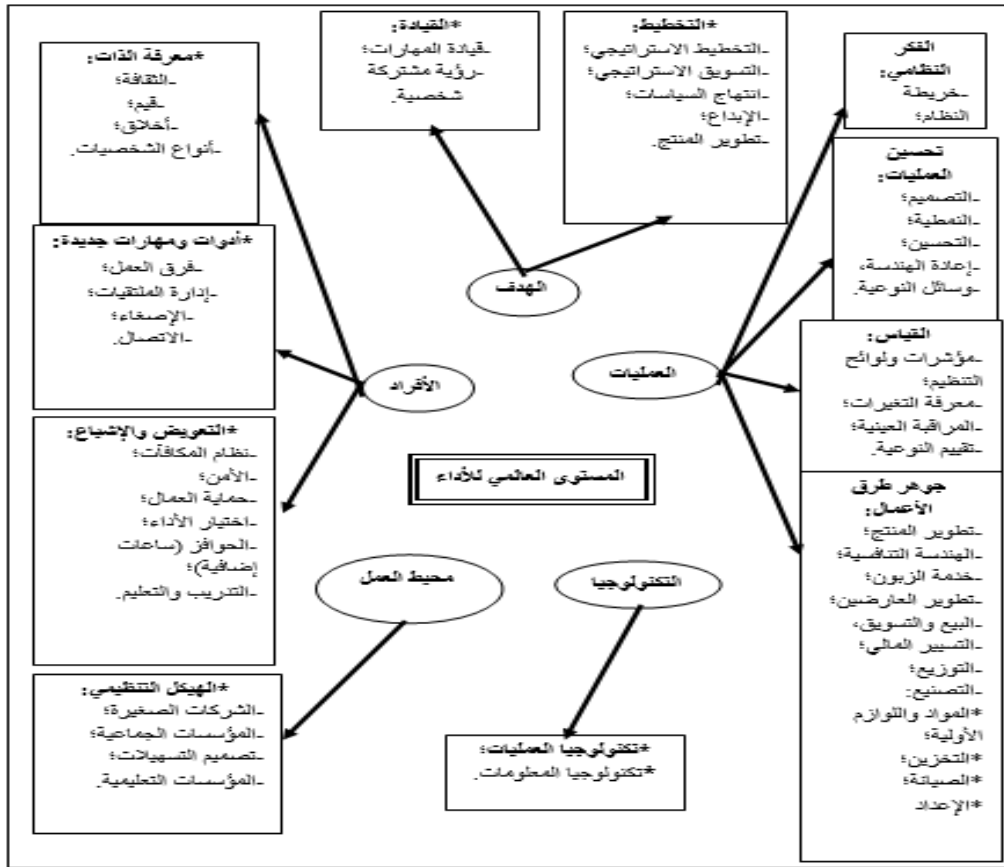 *القيادة:
-قيادة المهارات؛
-رؤية مشتركة
شخصية.
*التخطيط:
-التخطيط الاستراتيجي؛
-التسويق الاستراتيجي؛
-انتهاج السياسات؛
-الإبداع؛
-تطوير المنتج.
الفكر
النظامي:
-خريطة
النظام؛
*معرفة الذات:
-الثقافة؛
-قيم؛
-أخلاق؛
-أنواع الشخصيات.
تحسين
العمليات:
-التصميم؛
-النمطية؛
-التحسين؛
-إعادة الهندسة،
-وسائل النوعية.
*أدوات ومهارات جديدة:
-فرق العمل؛
-إدارة الملتقيات؛
-الإصغاء؛
-الاتصال.
الهدف
القياس:
-مؤشرات ولوائح
التنظيم؛
-معرفة التغيرات؛
-المراقبة العينية؛
-تقييم النوعية.
العمليات
الأفراد
*التعويض والإشباع:
-نظام المكافآت؛
-الأمن؛
-حماية العمال؛
-اختيار الأداء؛
-الحوافز (ساعات
إضافية)؛
-التدريب والتعليم.
المستوى العالمي للأداء
جوهر طرق
الأعمال:
-تطوير المنتج؛
-الهندسة التنافسية؛
-خدمة الزبون؛
-تطوير العارضين؛
-البيع والتسويق،
-التسيير المالي؛
-التوزيع؛
-التصنيع:
*المواد واللوازم
الأولية؛
*التخزين؛
*الصيانة؛
*الإعداد
محيط العمل
التكنولوجيا
*الهيكل التنظيمي:
-الشركات الصغيرة؛
-المؤسسات الجماعية؛
-تصميم التسهيلات؛
-المؤسسات التعليمية.
*تكنولوجيا العمليات؛
*تكنولوجيا المعلومات.